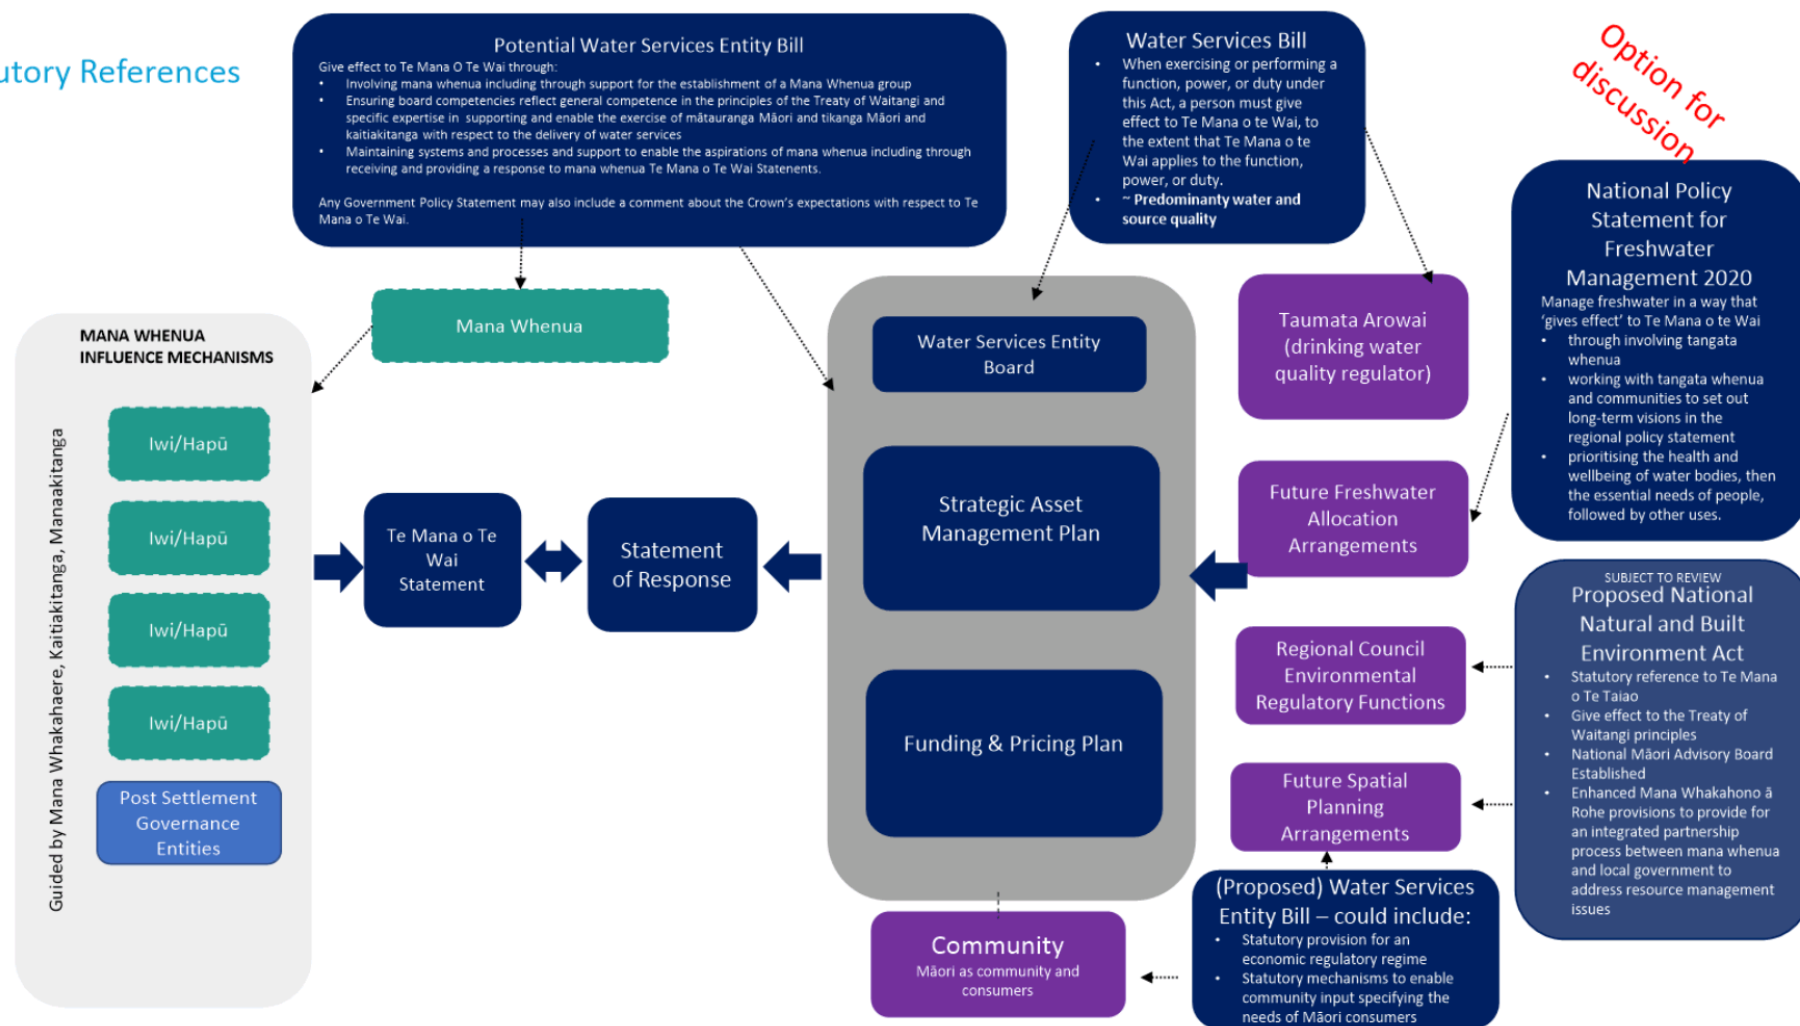 utory References
Potential Water Services Entity Bill
Give effect to Te Mana O Te Wai through:
• Involving mana whenua including through support for the establishment of a Mana Whenua group
• Ensuring board competencies reflect general competence in the principles of the Treaty of Waitangi and
specific expertise in supporting and enable the exercise of mātauranga Māori and tikanga Māori and
kaitiakitanga with respect to the delivery of water services
• Maintaining systems and processes and support to enable the aspirations of mana whenua including through
receiving and providing a response to mana whenua Te Mana o Te Wai Statenents.
Any Government Policy Statement may also include a comment about the Crown's expectations with respect to Te
Mana o Te Wai.
Water Services Bill
• When exercising or performing a
function, power, or duty under
this Act, a person must give
effect to Te Mana o te Wai, to
the extent that Te Mana o te
Wai applies to the function,
power, or duty.
• ~ Predominanty water and
source quality
Option for
discussion
National Policy
Statement for
Freshwater
Management 2020
Manage freshwater in a way that
'gives effect' to Te Mana o te Wai
• through involving tangata
whenua
• working with tangata whenua
and communities to set out
long-term visions in the
regional policy statement
• prioritising the health and
wellbeing of water bodies, then
the essential needs of people,
followed by other uses.
MANA WHENUA
INFLUENCE MECHANISMS
Guided by Mana Whakahaere, Kaitiakitanga, Manaakitanga
Iwi/Hapū
Iwi/Hapū
Iwi/Hapū
Iwi/Hapū
Post Settlement
Governance
Entities
Mana Whenua
Te Mana o Te
Wai
Statement
Statement
of Response
Water Services Entity
Board
Strategic Asset
Management Plan
Funding & Pricing Plan
Taumata Arowai
(drinking water
quality regulator)
Future Freshwater
Allocation
Arrangements
Regional Council
Environmental
Regulatory Functions
Future Spatial
Planning
Arrangements
SUBJECT TO REVIEW
Proposed National
Natural and Built
Environment Act
• Statutory reference to Te Mana
o Te Taiao
• Give effect to the Treaty of
Waitangi principles
• National Māori Advisory Board
Established
• Enhanced Mana Whakahono ā
Rohe provisions to provide for
an integrated partnership
process between mana whenua
and local government to
address resource management
issues
Community
Māori as community and
consumers
(Proposed) Water Services
Entity Bill – could include:
• Statutory provision for an
economic regulatory regime
• Statutory mechanisms to enable
community input specifying the
needs of Māori consumers